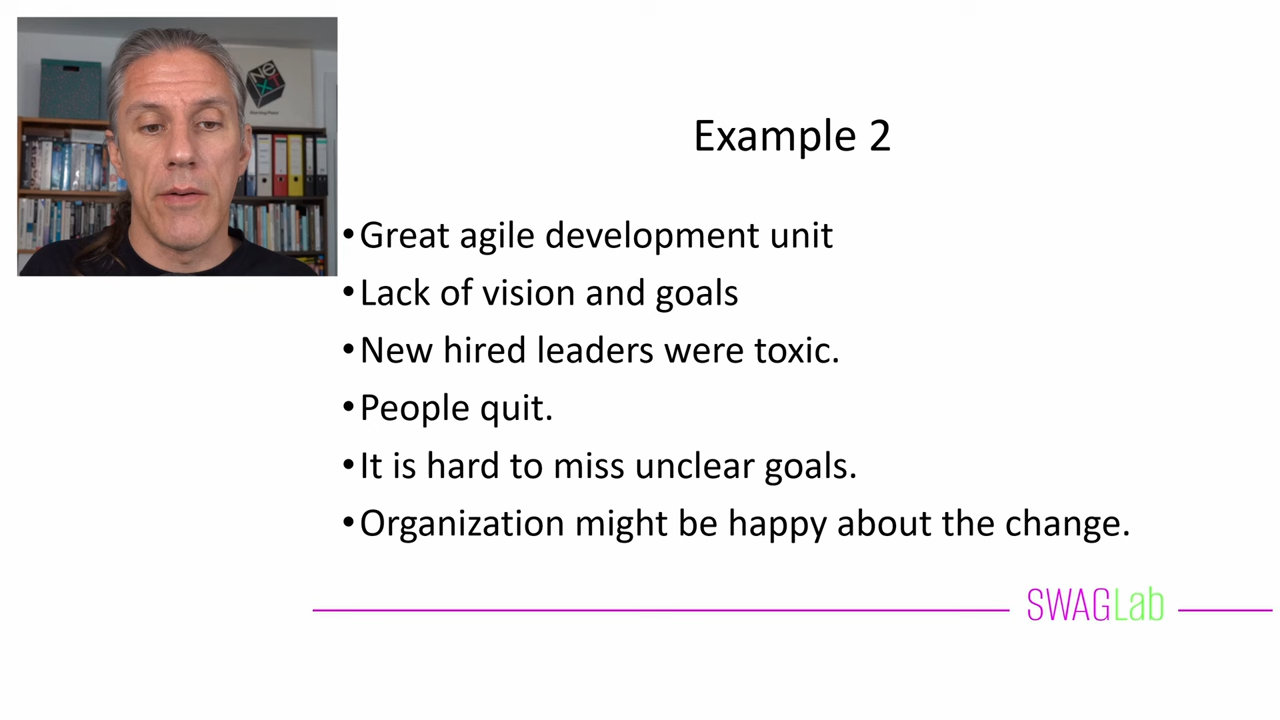 NeXT
Example 2
•Great agile development unit
•Lack of vision and goals
•New hired leaders were toxic.
•People quit.
•It is hard to miss unclear goals.
•Organization might be happy about the change.
SWAGLab